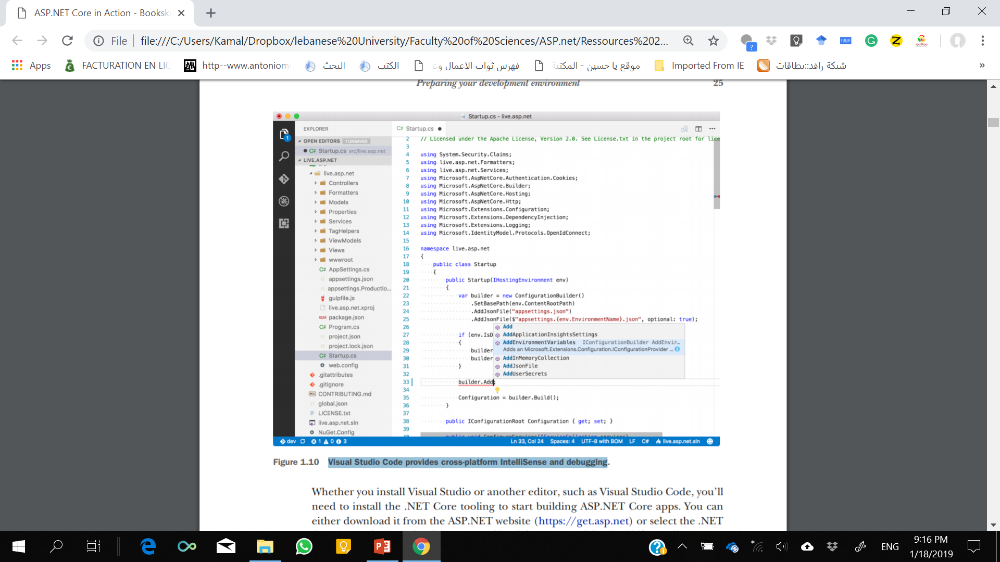 ASP.NET Core in Action - Booksk
File
file:///C:/Users/Kamal/Dropbox/lebanese%20University/Faculty%20of%20Sciences/ASP.net/Ressources%202...
Apps
FACTURATION EN LIG
http--www.antoniom
البحث
الكتب
فهرس ثواب الاعمال وع
موقع يا حسين - المكتبة
Imported From IE
شبكة رافد::بطاقات
»
Preparing your development environment 25
Startup.cs - live.asp.net
EXPLORER
Startup.cs
OPEN EDITORS 1 UNSAVED
Startup.cs src/live.asp.net
LIVE.ASP.NET
live.asp.net
Controllers
Formatters
Models
Properties
Services
TagHelpers
ViewModels
Views
wwwroot
AppSettings.cs
appsettings.json
appsettings.Productio...
gulpfile.js
live.asp.net.xproj
package.json
Program.cs
project.json
project.lock.json
Startup.cs
web.config
.gitattributes
.gitignore
CONTRIBUTING.md
global.json
LICENSE.txt
live.asp.net.sln
NuGet.Config
2 // Licensed under the Apache License, Version 2.0. See License.txt in the project root for lice
3
4 using System.Security.Claims;
5 using live.asp.net.Formatters;
6 using live.asp.net.Services;
7 using Microsoft.AspNetCore.Authentication.Cookies;
8 using Microsoft.AspNetCore.Builder;
9 using Microsoft.AspNetCore.Hosting;
10 using Microsoft.AspNetCore.Http;
11 using Microsoft.Extensions.Configuration;
12 using Microsoft.Extensions.DependencyInjection;
13 using Microsoft.Extensions.Logging;
14 using Microsoft.IdentityModel.Protocols.OpenIdConnect;
15
16 namespace live.asp.net
17 {
18 public class Startup
19 {
20 public Startup(IHostingEnvironment env)
21 {
22 var builder = new ConfigurationBuilder()
23 .SetBasePath(env.ContentRootPath)
24 .AddJsonFile("appsettings.json")
25 .AddJsonFile($"appsettings.{env.EnvironmentName}.json", optional: true);
26
27 if (env.IsD
28 {
29 builder
30 builder
31 }
32
33 builder.Add;
34
35 Configuration = builder.Build();
36 }
37
38 public IConfigurationRoot Configuration { get; set; }
39
40 public void ConfigureServices(IServiceCollection services)
Add
AddApplicationInsightsSettings
AddEnvironmentVariables IConfigurationBuilder AddEnvir...
Adds an Microsoft.Extensions.Configuration.IConfigurationProvider ...
AddInMemoryCollection
AddJsonFile
AddUserSecrets
dev 1 0 3
Ln 33, Col 24 Spaces: 4 UTF-8 with BOM LF C# live.asp.net.sln
Figure 1.10 Visual Studio Code provides cross-platform IntelliSense and debugging.
Whether you install Visual Studio or another editor, such as Visual Studio Code, you'll
need to install the .NET Core tooling to start building ASP.NET Core apps. You can
either download it from the ASP.NET website (https://get.asp.net) or select the .NET
ENG
9:16 PM
1/18/2019